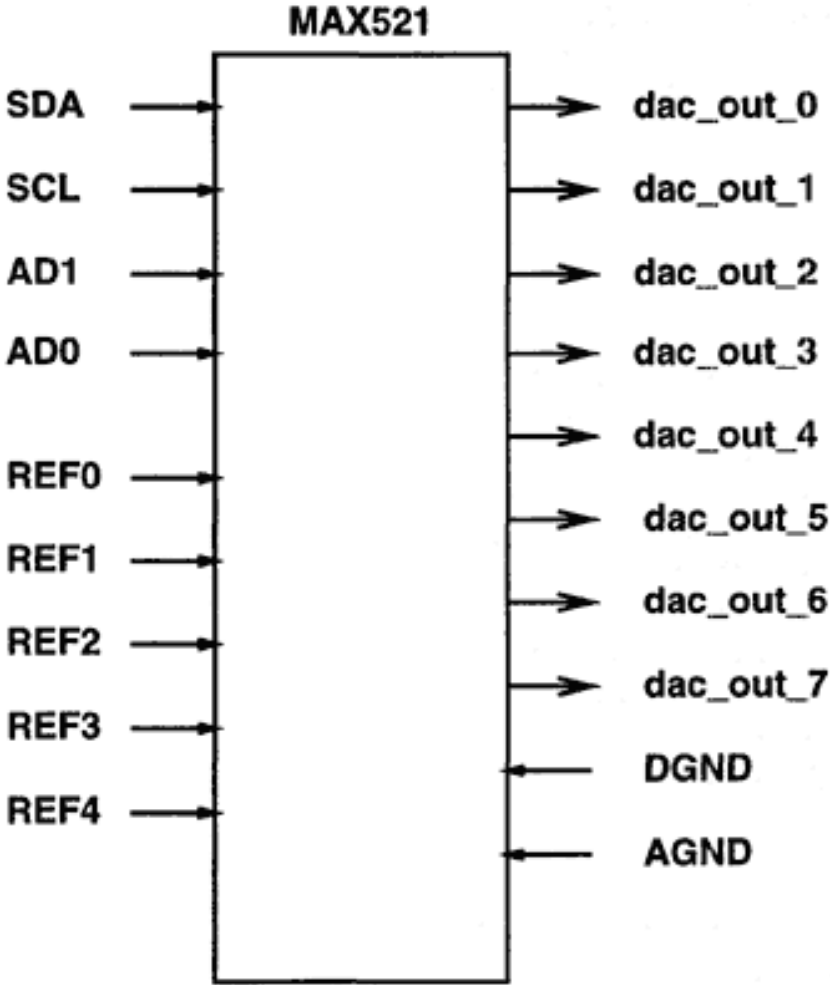 MAX521
SDA
SCL
AD1
AD0
REF0
REF1
REF2
REF3
REF4
dac_out_0
dac_out_1
dac_out_2
dac_out_3
dac_out_4
dac_out_5
dac_out_6
dac_out_7
DGND
AGND